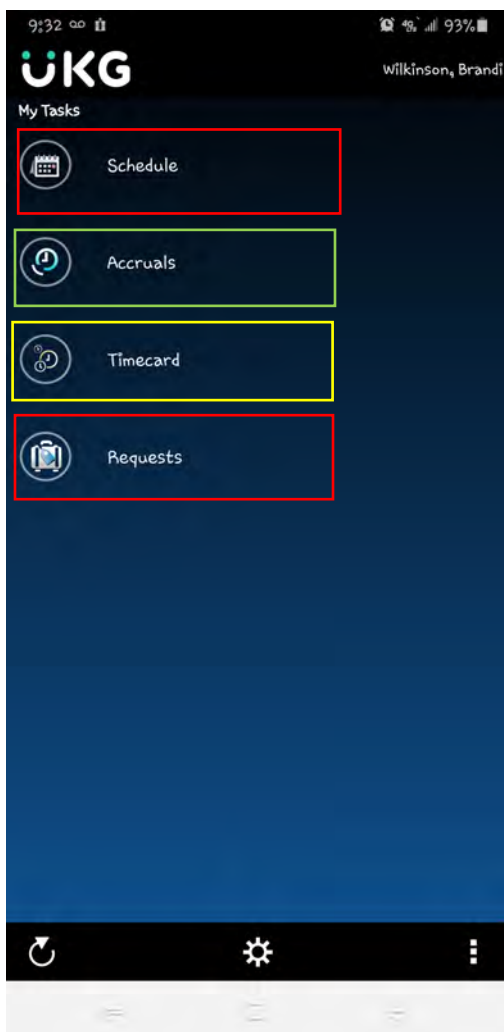 9:32
93%
UKG
Wilkinson, Brandi
My Tasks
Schedule
Accruals
Timecard
Requests